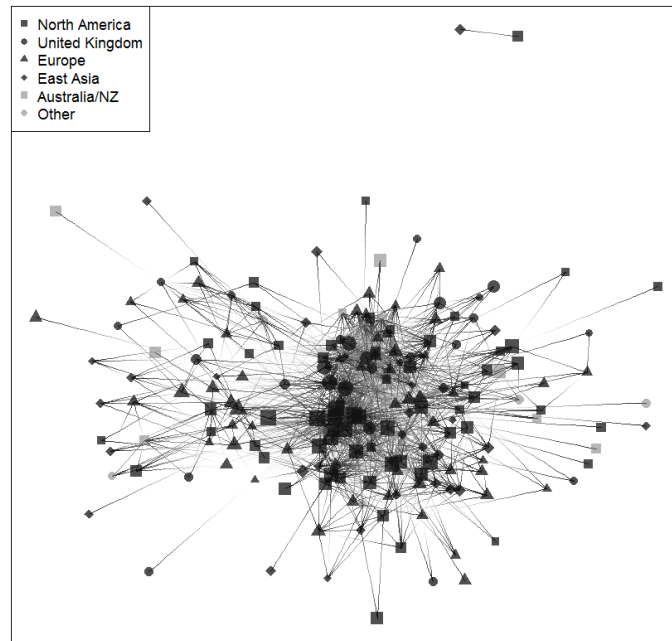 North America
United Kingdom
Europe
East Asia
Australia/NZ
Other